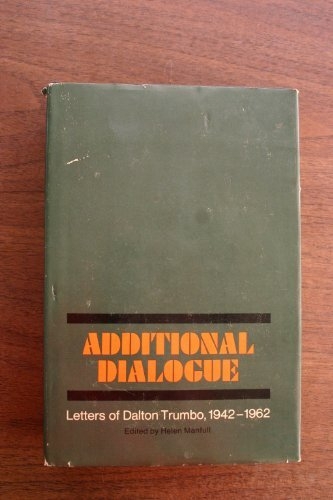 ADDITIONAL
DIALOGUE
Letters of Dalton Trumbo, 1942–1962
Edited by Helen Manfull